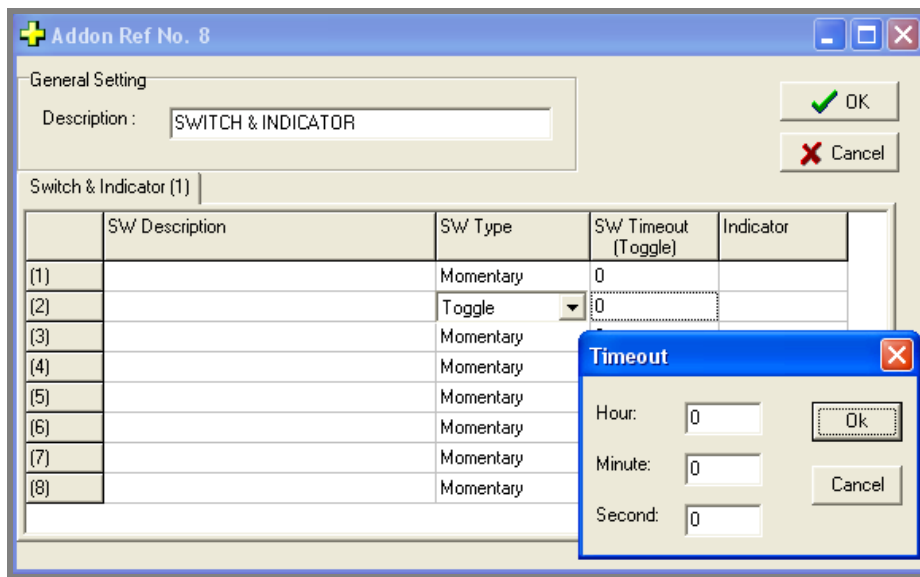 Addon Ref No. 8
General Setting
Description : SWITCH & INDICATOR
OK
Cancel
Switch & Indicator (1)
SW Description SW Type SW Timeout (Toggle) Indicator
(1) Momentary 0
(2) Toggle 0
(3) Momentary
(4) Momentary
(5) Momentary
(6) Momentary
(7) Momentary
(8) Momentary
Timeout
Hour: 0
Ok
Minute: 0
Cancel
Second: 0